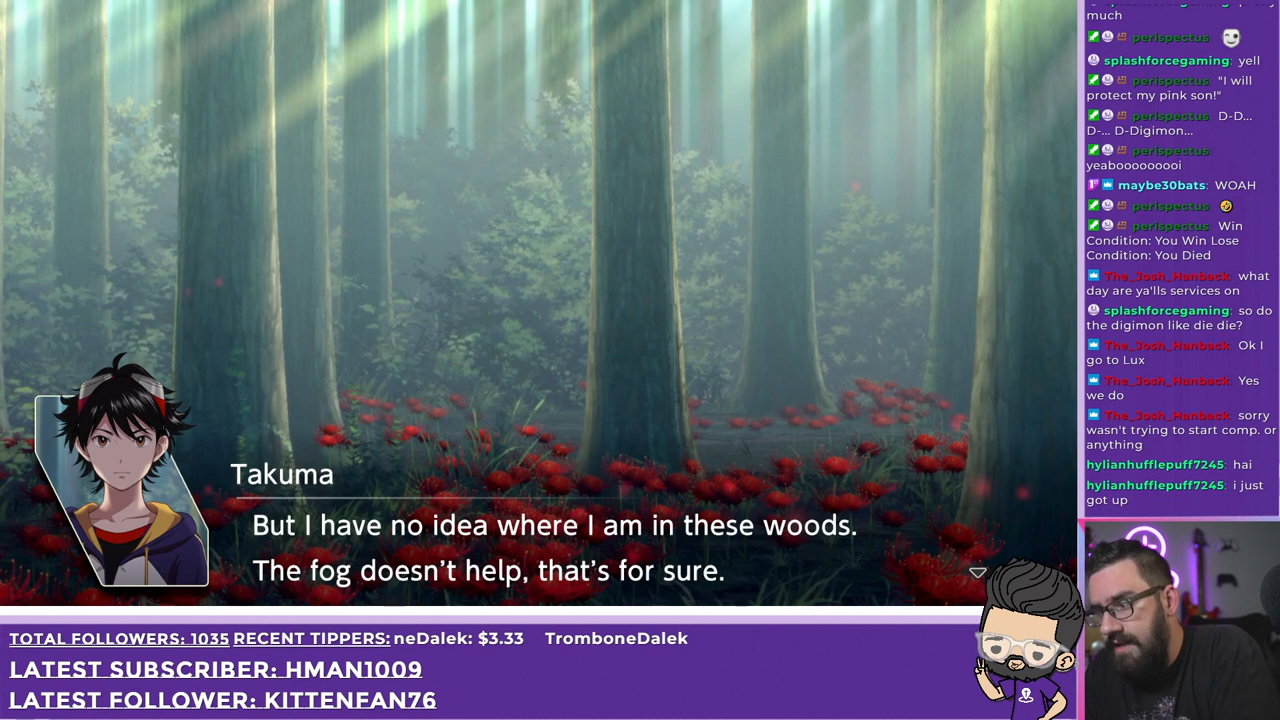 much
perispectus
splashforcegaming: yell
perispectus "I will
protect my pink son!"
perispectus D-D...
D-... D-Digimon...
perispectus
yeabooooooooi
maybe30bats: WOAH
perispectus
perispectus Win
Condition: You Win Lose
Condition: You Died
The_Josh_Hanback what
day are ya'lls services on
splashforcegaming: so do
the digimon like die die?
The_Josh_Hanback Ok I
go to Lux
The_Josh_Hanback Yes
we do
The_Josh_Hanback sorry
wasn't trying to start comp. or
anything
hylianhufflepuff7245: hai
hylianhufflepuff7245: i just
got up
Takuma
But I have no idea where I am in these woods.
The fog doesn't help, that's for sure.
TOTAL FOLLOWERS: 1035 RECENT TIPPERS: neDalek: $3.33 TromboneDalek
LATEST SUBSCRIBER: HMAN1009
LATEST FOLLOWER: KITTENFAN76